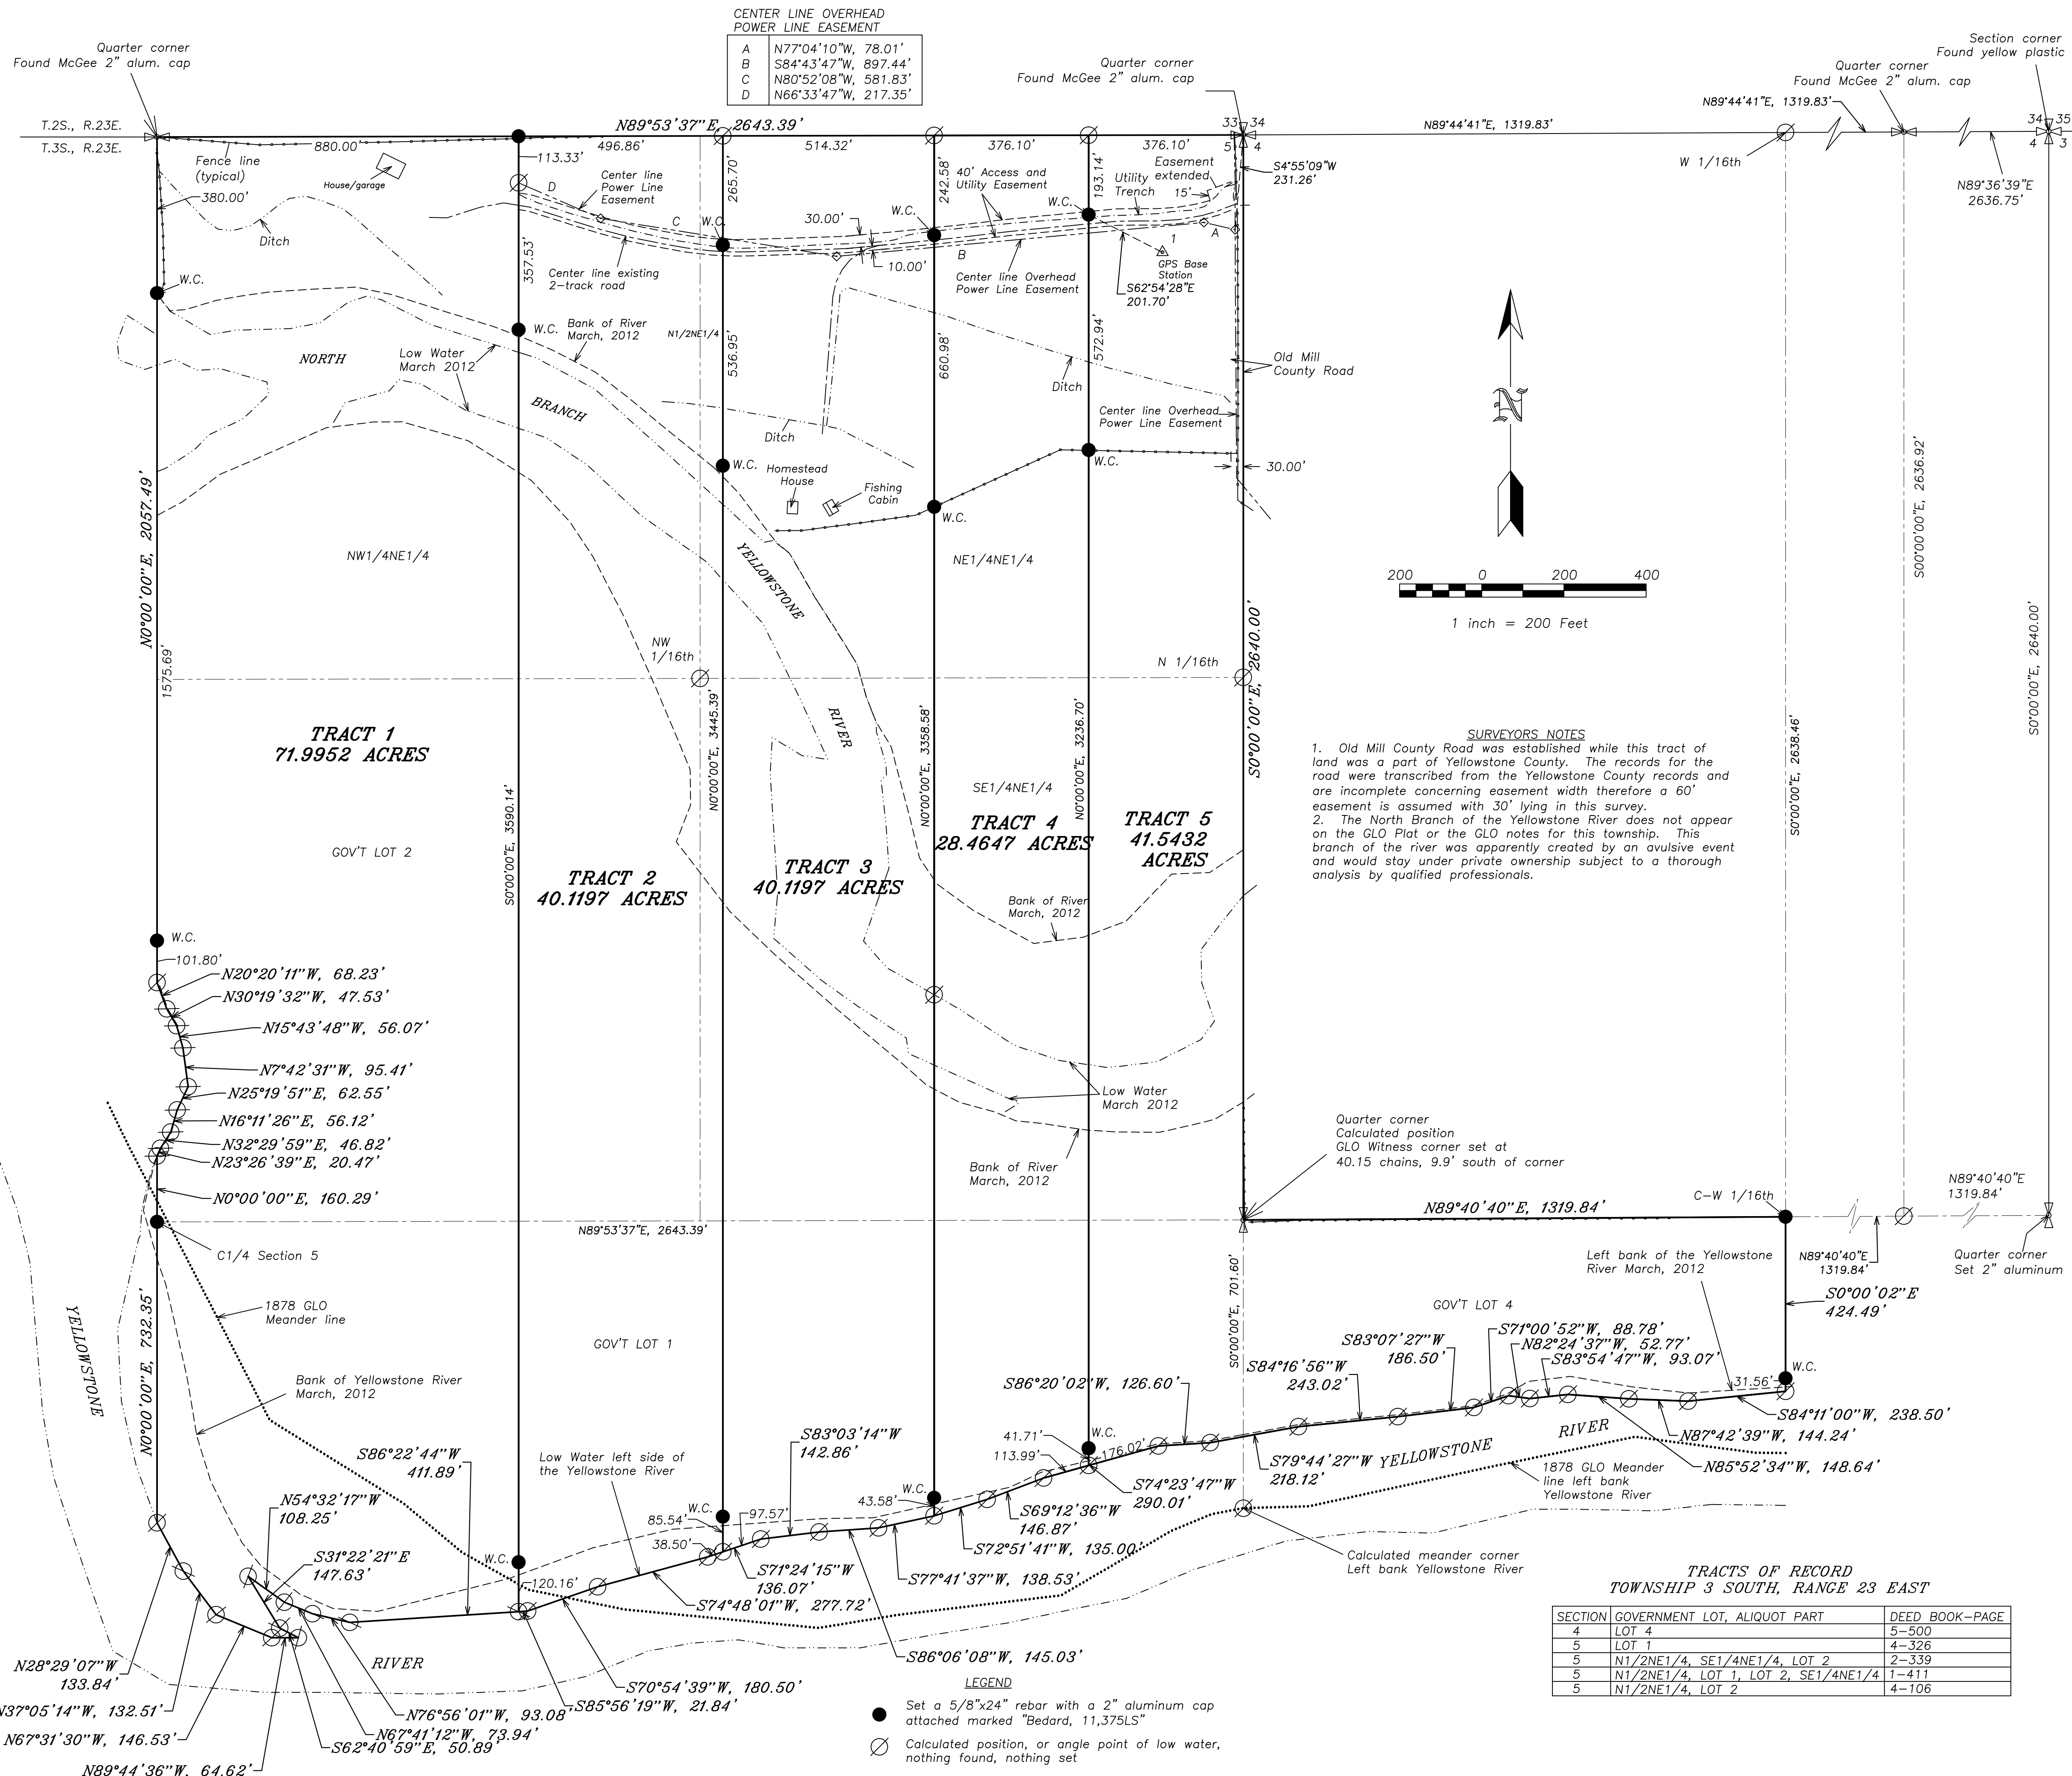 CENTER LINE OVERHEAD
POWER LINE EASEMENT
A N77°04'10"W, 78.01'
B S84°43'47"W, 897.44'
C N80°52'08"W, 581.83'
D N66°33'47"W, 217.35'
Quarter corner
Found McGee 2" alum. cap
Quarter corner
Found McGee 2" alum. cap
Quarter corner
Found McGee 2" alum. cap
Section corner
Found yellow plastic
T.2S., R.23E.
T.3S., R.23E.
N89°53'37"E, 2643.39'
880.00'
496.86'
514.32'
376.10'
376.10'
33 34
5 4
N89°44'41"E, 1319.83'
N89°44'41"E, 1319.83'
34 35
4 3
W 1/16th
N89°36'39"E
2636.75'
Fence line
(typical)
House/garage
380.00'
Ditch
113.33'
D
Center line
Power Line
Easement
C
W.C.
265.70'
30.00'
40' Access and
Utility Easement
W.C.
242.58'
193.14'
W.C.
Utility
Trench
Easement
extended
15'
S4°55'09"W
231.26'
A
1
GPS Base
Station
S62°54'28"E
201.70'
B
10.00'
Center line existing
2-track road
Center line Overhead
Power Line Easement
W.C.
357.53'
W.C.
Bank of River
March, 2012
N1/2NE1/4
536.95'
660.98'
572.94'
Ditch
Old Mill
County Road
NORTH
Low Water
March 2012
BRANCH
Ditch
Center line Overhead
Power Line Easement
W.C.
W.C.
30.00'
Homestead
House
Fishing
Cabin
W.C.
N
200 0 200 400
1 inch = 200 Feet
N0°00'00"E, 2057.49'
1575.69'
NW1/4NE1/4
YELLOWSTONE
NE1/4NE1/4
NW
1/16th
N 1/16th
RIVER
S0°00'00"E, 2640.00'
S0°00'00"E, 2636.92'
S0°00'00"E, 2640.00'
S0°00'00"E, 2638.46'
S0°00'00"E, 3590.14'
N0°00'00"E, 3445.39'
N0°00'00"E, 3358.58'
N0°00'00"E, 3236.70'
TRACT 1
71.9952 ACRES
GOV'T LOT 2
TRACT 2
40.1197 ACRES
TRACT 3
40.1197 ACRES
SE1/4NE1/4
TRACT 4
28.4647 ACRES
TRACT 5
41.5432
ACRES
SURVEYORS NOTES
1. Old Mill County Road was established while this tract of
land was a part of Yellowstone County. The records for the
road were transcribed from the Yellowstone County records and
are incomplete concerning easement width therefore a 60'
easement is assumed with 30' lying in this survey.
2. The North Branch of the Yellowstone River does not appear
on the GLO Plat or the GLO notes for this township. This
branch of the river was apparently created by an avulsive event
and would stay under private ownership subject to a thorough
analysis by qualified professionals.
Bank of River
March, 2012
W.C.
101.80'
N20°20'11"W, 68.23'
N30°19'32"W, 47.53'
N15°43'48"W, 56.07'
N7°42'31"W, 95.41'
N25°19'51"E, 62.55'
N16°11'26"E, 56.12'
N32°29'59"E, 46.82'
N23°26'39"E, 20.47'
N0°00'00"E, 160.29'
C1/4 Section 5
Low Water
March 2012
Bank of River
March, 2012
Quarter corner
Calculated position
GLO Witness corner set at
40.15 chains, 9.9' south of corner
N89°53'37"E, 2643.39'
N89°40'40"E, 1319.84'
C-W 1/16th
N89°40'40"E
1319.84'
N89°40'40"E
1319.84'
Quarter corner
Set 2" aluminum
Left bank of the Yellowstone
River March, 2012
S0°00'02"E
424.49'
N0°00'00"E, 732.35'
1878 GLO
Meander line
YELLOWSTONE
GOV'T LOT 1
GOV'T LOT 4
S0°00'00"E, 701.60'
Bank of Yellowstone River
March, 2012
S86°22'44"W
411.89'
Low Water left side of
the Yellowstone River
S83°03'14"W
142.86'
S86°20'02"W, 126.60'
S84°16'56"W
243.02'
S83°07'27"W
186.50'
S71°00'52"W, 88.78'
N82°24'37"W, 52.77'
S83°54'47"W, 93.07'
W.C.
31.56'
S84°11'00"W, 238.50'
N87°42'39"W, 144.24'
N85°52'34"W, 148.64'
YELLOWSTONE
RIVER
1878 GLO Meander
line left bank
Yellowstone River
41.71'
W.C.
113.99'
176.02'
S79°44'27"W
218.12'
S74°23'47"W
290.01'
S69°12'36"W
146.87'
S72°51'41"W, 135.00'
43.58'
W.C.
S77°41'37"W, 138.53'
85.54'
W.C.
97.57'
38.50'
S71°24'15"W
136.07'
S74°48'01"W, 277.72'
S86°06'08"W, 145.03'
Calculated meander corner
Left bank Yellowstone River
N54°32'17"W
108.25'
S31°22'21"E
147.63'
W.C.
120.16'
S70°54'39"W, 180.50'
S85°56'19"W, 21.84'
RIVER
N76°56'01"W, 93.08'
N67°41'12"W, 73.94'
S62°40'59"E, 50.89'
N28°29'07"W
133.84'
N37°05'14"W, 132.51'
N67°31'30"W, 146.53'
N89°44'36"W, 64.62'
LEGEND
Set a 5/8"x24" rebar with a 2" aluminum cap
attached marked "Bedard, 11,375LS"
Calculated position, or angle point of low water,
nothing found, nothing set
TRACTS OF RECORD
TOWNSHIP 3 SOUTH, RANGE 23 EAST
SECTION GOVERNMENT LOT, ALIQUOT PART DEED BOOK-PAGE
4 LOT 4 5-500
5 LOT 1 4-326
5 N1/2NE1/4, SE1/4NE1/4, LOT 2 2-339
5 N1/2NE1/4, LOT 1, LOT 2, SE1/4NE1/4 1-411
5 N1/2NE1/4, LOT 2 4-106